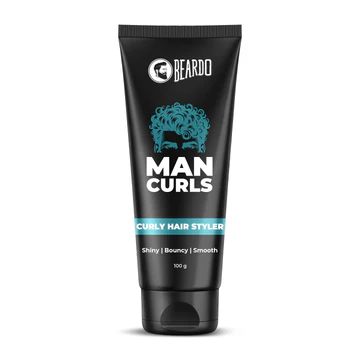 BEARDO
MAN
CURLS
CURLY HAIR STYLER
Shiny | Bouncy | Smooth
100 g